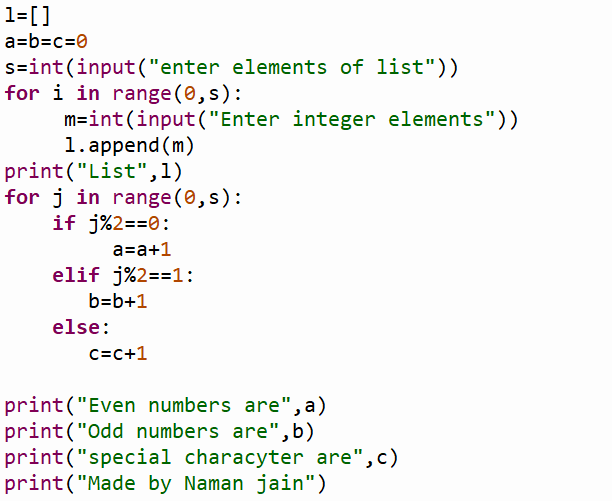 l=[]
a=b=c=0
s=int(input("enter elements of list"))
for i in range(0,s):
     m=int(input("Enter integer elements"))
     l.append(m)
print("List",l)
for j in range(0,s):
    if j%2==0:
         a=a+1
    elif j%2==1:
       b=b+1
    else:
       c=c+1

print("Even numbers are",a)
print("Odd numbers are",b)
print("special characyter are",c)
print("Made by Naman jain")